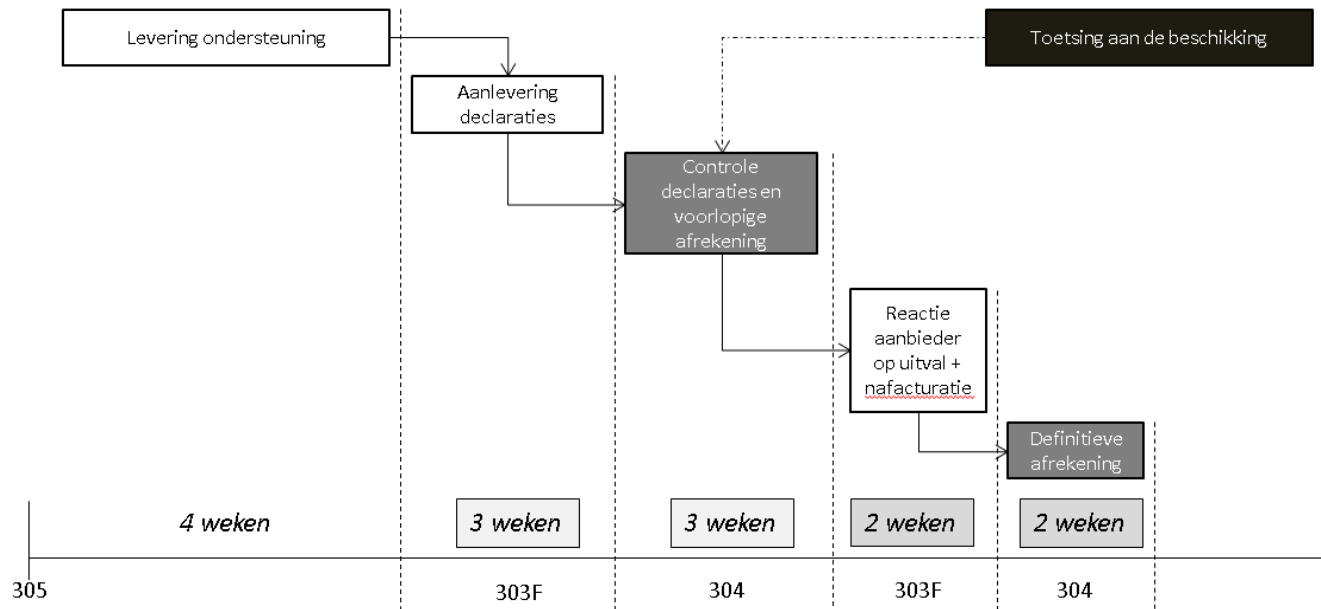 Levering ondersteuning
Toetsing aan de beschikking
Aanlevering
declaraties
Controle
declaraties en
voorlopige
afrekening
Reactie
aanbieder
op uitval +
nafacturatie
Definitieve
afrekening
4 weken
3 weken
3 weken
2 weken
2 weken
305
303F
304
303F
304